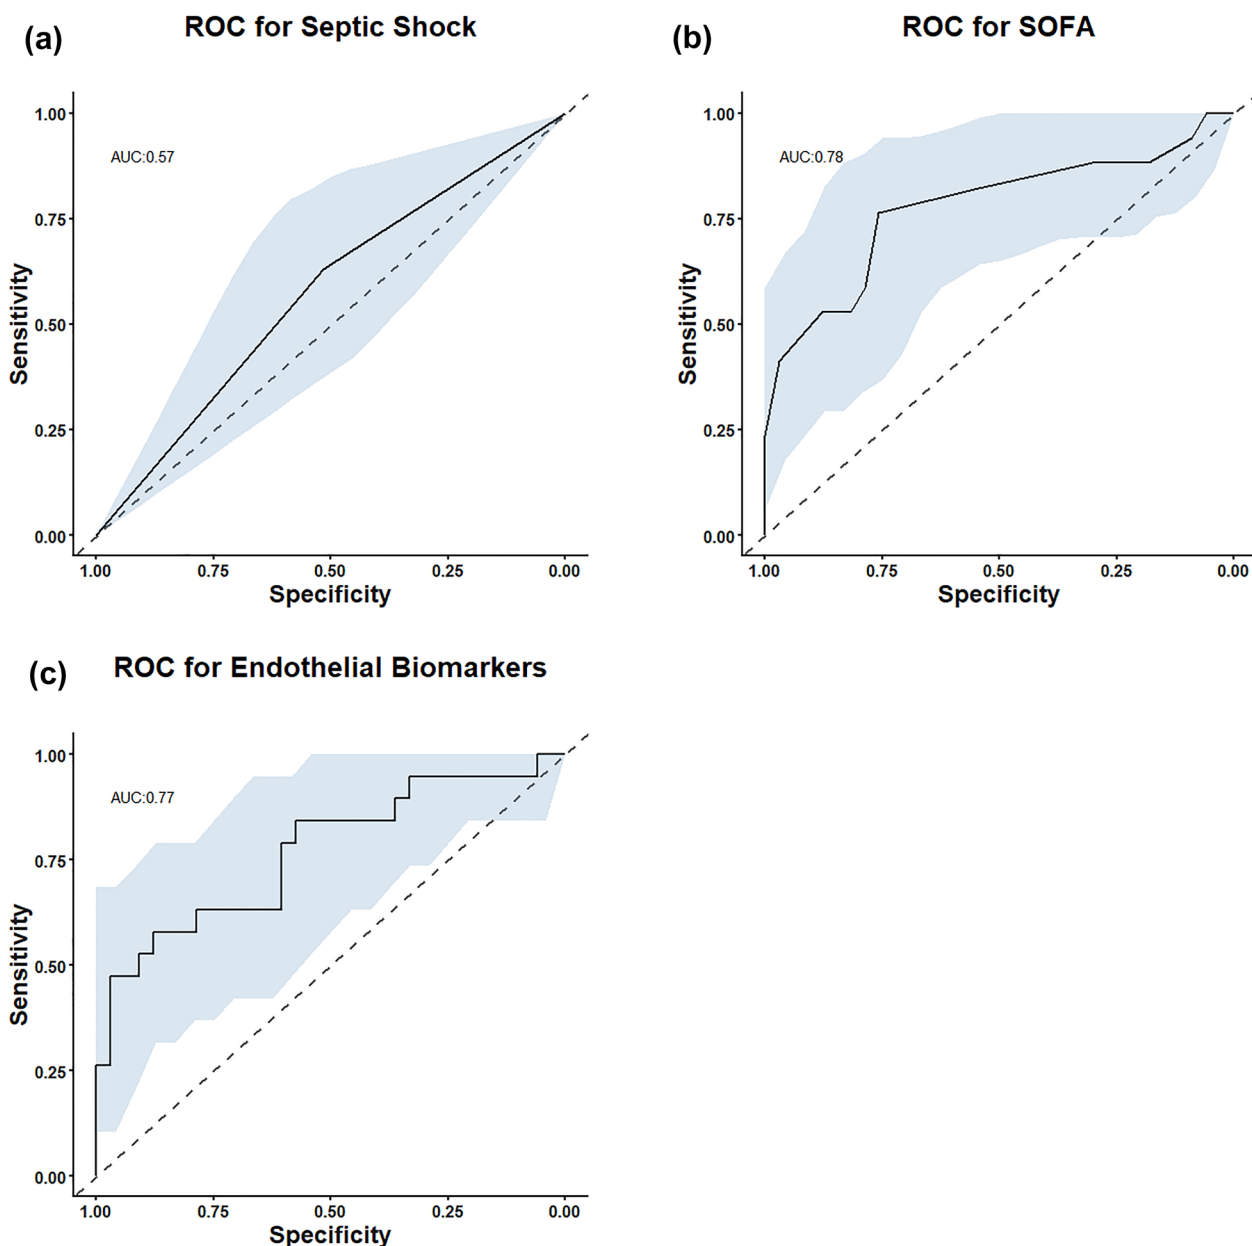 (a)
ROC for Septic Shock
AUC:0.57
1.00
0.75
0.50
0.25
0.00
Sensitivity
1.00
0.75
0.50
0.25
0.00
Specificity
(b)
ROC for SOFA
AUC:0.78
1.00
0.75
0.50
0.25
0.00
Sensitivity
1.00
0.75
0.50
0.25
0.00
Specificity
(c)
ROC for Endothelial Biomarkers
AUC:0.77
1.00
0.75
0.50
0.25
0.00
Sensitivity
1.00
0.75
0.50
0.25
0.00
Specificity